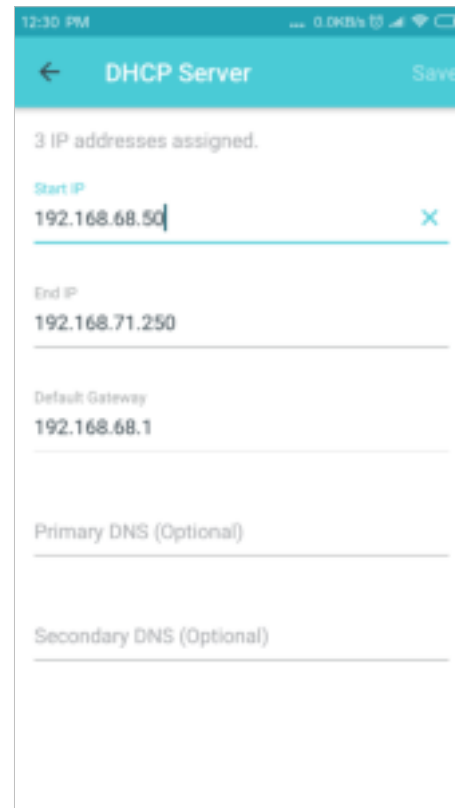 12:30 PM ... 0.0KB/s
DHCP Server Save
3 IP addresses assigned.
Start IP
192.168.68.50
End IP
192.168.71.250
Default Gateway
192.168.68.1
Primary DNS (Optional)
Secondary DNS (Optional)